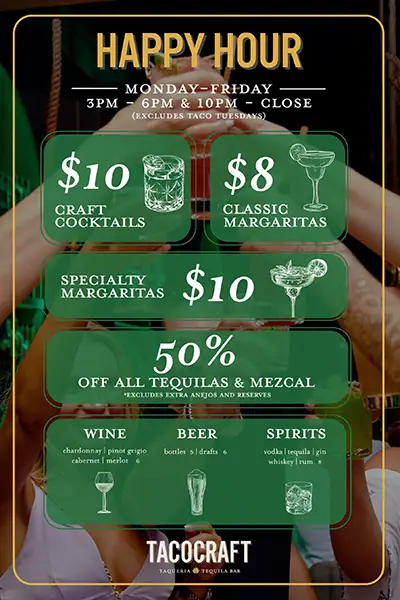 HAPPY HOUR
MONDAY-FRIDAY
3PM - 6PM & 10PM - CLOSE
(EXCLUDES TACO TUESDAYS)
$10
CRAFT
COCKTAILS
$8
CLASSIC
MARGARITAS
SPECIALTY
MARGARITAS
$10
50%
OFF ALL TEQUILAS & MEZCAL
*EXCLUDES EXTRA ANEJOS AND RESERVES
WINE
chardonnay | pinot grigio
cabernet | merlot 6
BEER
bottles 5 | drafts 6
SPIRITS
vodka | tequila | gin
whiskey | rum 8
TACOCRAFT
TAQUERIA TEQUILA BAR